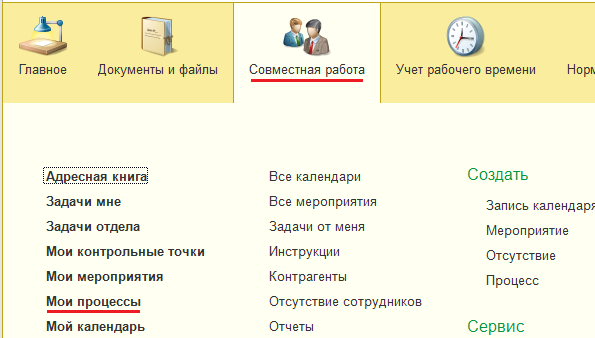 Главное
Документы и файлы
Совместная работа
Учет рабочего времени
Адресная книга
Задачи мне
Задачи отдела
Мои контрольные точки
Мои мероприятия
Мои процессы
Мой календарь
Все календари
Все мероприятия
Задачи от меня
Инструкции
Контрагенты
Отсутствие сотрудников
Отчеты
Создать
Запись календаря
Мероприятие
Отсутствие
Процесс
Сервис